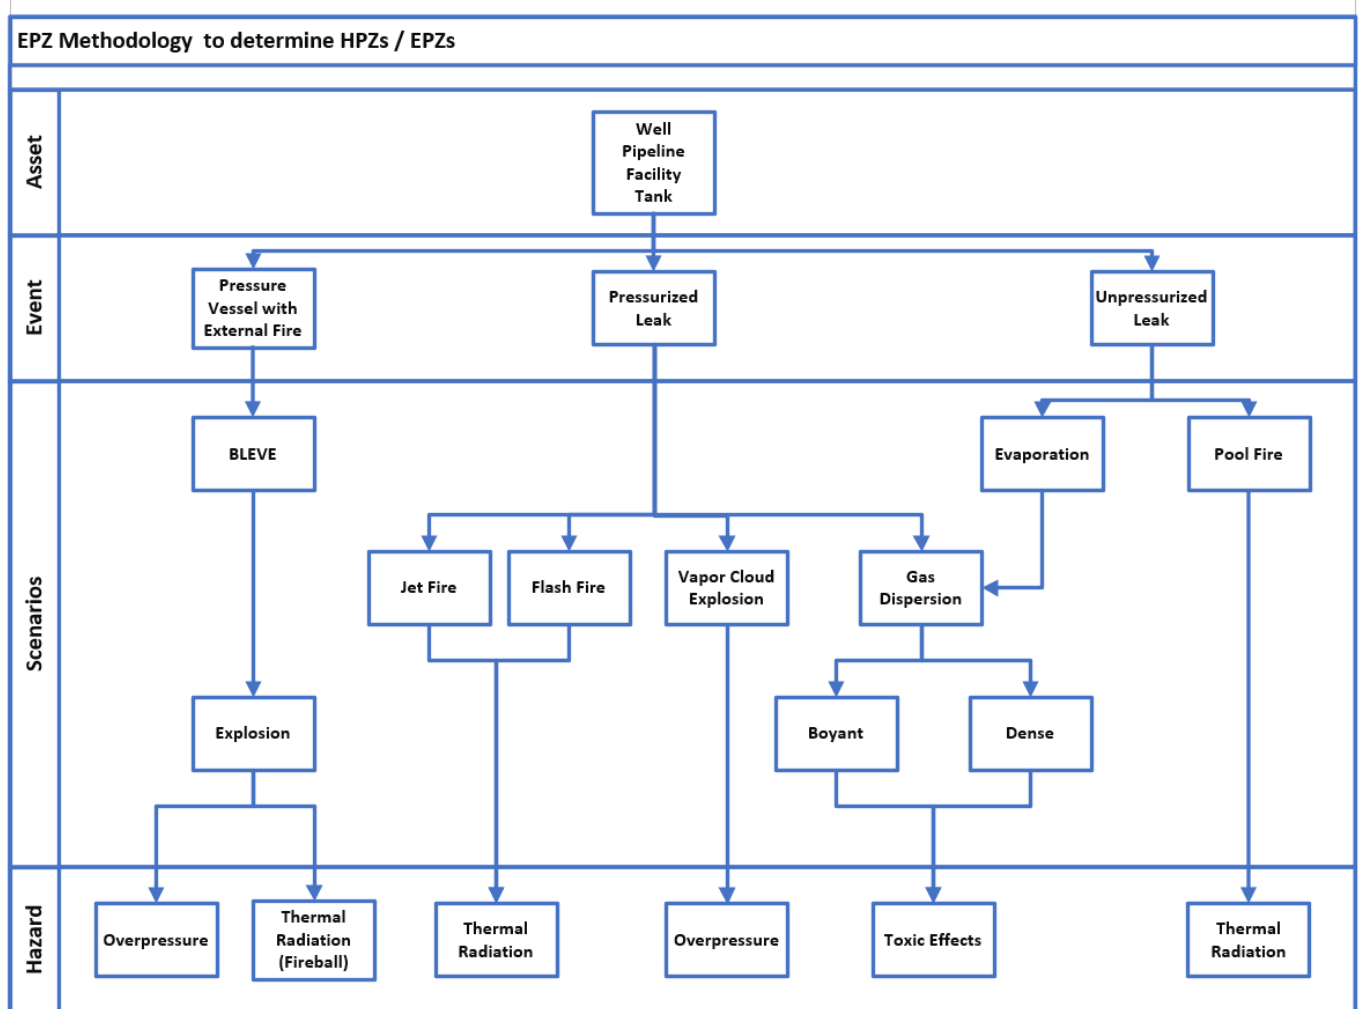 EPZ Methodology  to determine HPZs / EPZs
Asset
Well
Pipeline
Facility
Tank
Event
Pressure
Vessel with
External Fire
Pressurized
Leak
Unpressurized
Leak
Scenarios
BLEVE
Evaporation
Pool Fire
Jet Fire
Flash Fire
Vapor Cloud
Explosion
Gas
Dispersion
Explosion
Boyant
Dense
Hazard
Overpressure
Thermal
Radiation
(Fireball)
Thermal
Radiation
Overpressure
Toxic Effects
Thermal
Radiation